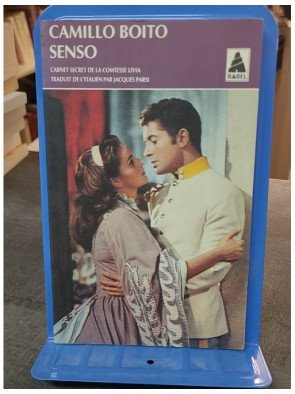 CAMILLO BOITO
SENSO
CARNET SECRET DE LA COMTESSE LIVIA
TRADUIT DE L'ITALIEN PAR JACQUES PARSI
BABEL